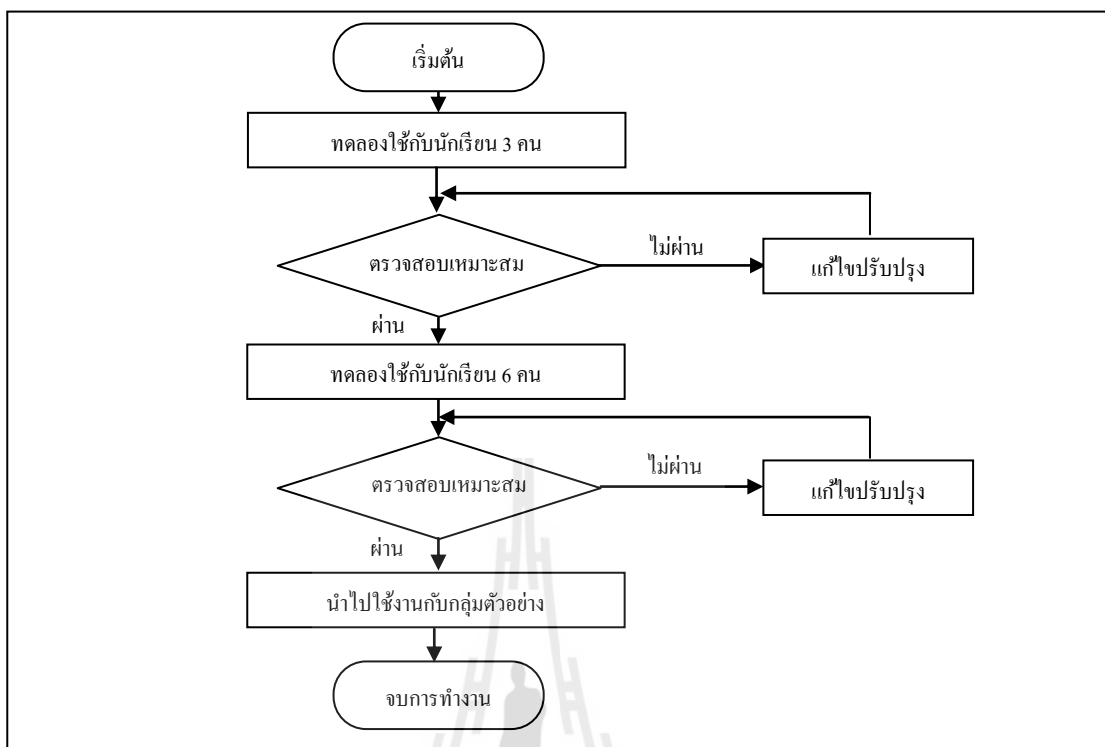 เริ่มต้น
ทดลองใช้กับนักเรียน 3 คน
ตรวจสอบเหมาะสม
ไม่ผ่าน
แก้ไขปรับปรุง
ผ่าน
ทดลองใช้กับนักเรียน 6 คน
ตรวจสอบเหมาะสม
ไม่ผ่าน
แก้ไขปรับปรุง
ผ่าน
นำไปใช้งานกับกลุ่มตัวอย่าง
จบการทำงาน